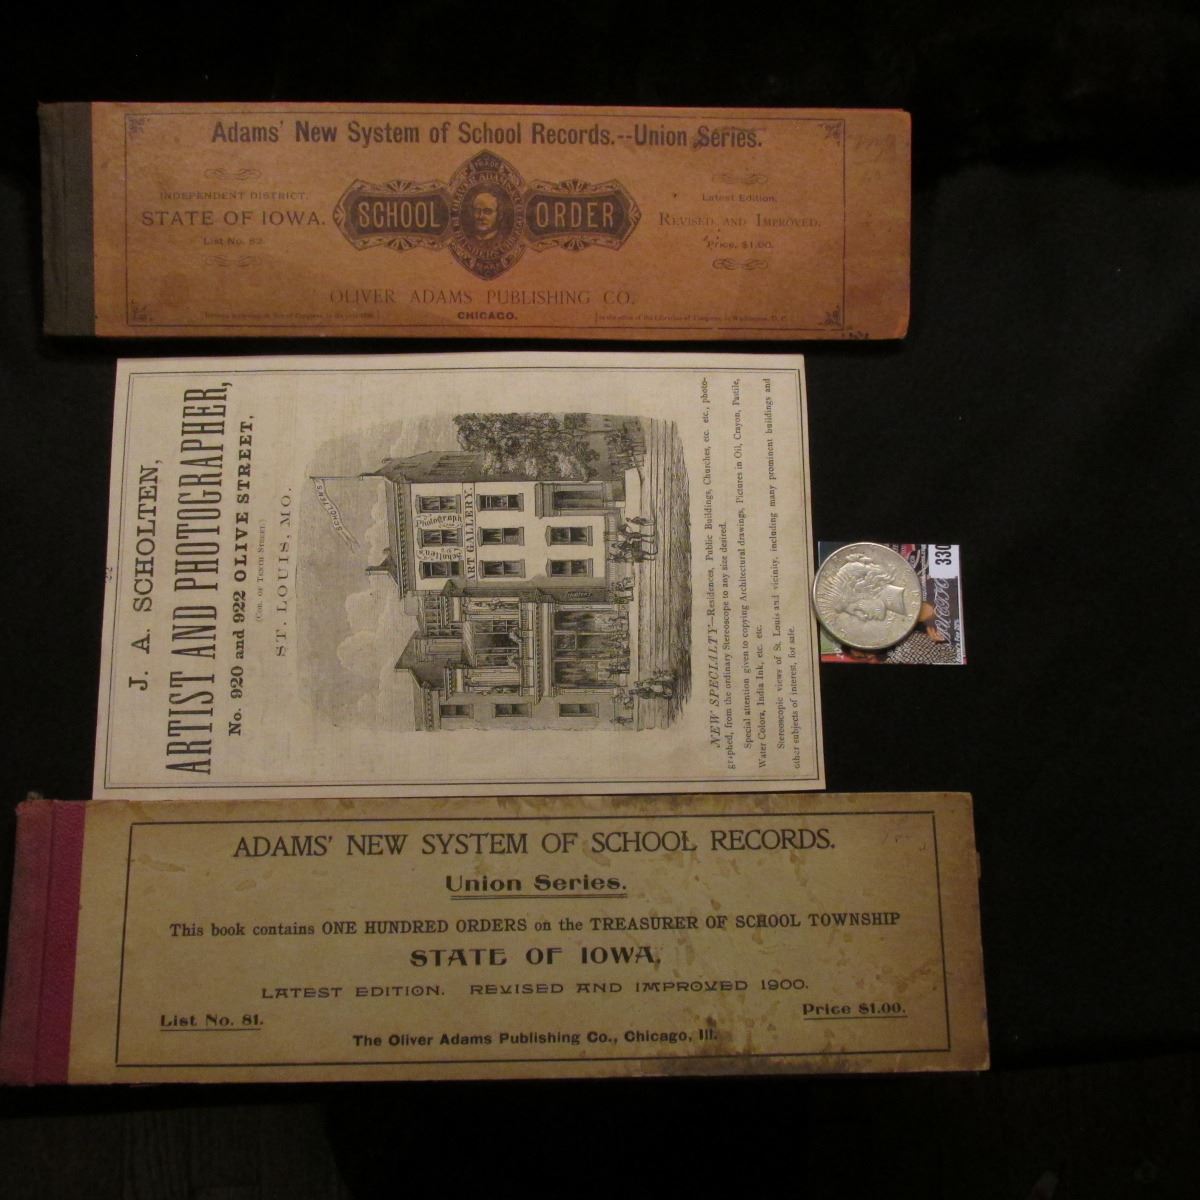 Adams' New System of School Records.--Union Series.
INDEPENDENT DISTRICT.
STATE OF IOWA.
List No. 82.
SCHOOL ORDER
Latest Edition.
REVISED AND IMPROVED.
Price, $1.00.
OLIVER ADAMS PUBLISHING CO.
CHICAGO.
J. A. SCHOLTEN,
ARTIST AND PHOTOGRAPHER,
No. 920 and 922 OLIVE STREET,
(COR. OF TENTH STREET.)
ST. LOUIS, MO.
SCHOLTEN'S
Photograph
ART GALLERY.
NEW SPECIALTY—Residences, Public Buildings, Churches, etc. etc., photo-
graphed, from the ordinary Stereoscope to any size desired.
Special attention given to copying Architectural drawings, Pictures in Oil, Crayon, Pastile,
Water Colors, India Ink, etc. etc.
Stereoscopic views of St. Louis and vicinity, including many prominent buildings and
other subjects of interest, for sale.
330
ADAMS' NEW SYSTEM OF SCHOOL RECORDS.
Union Series.
This book contains ONE HUNDRED ORDERS on the TREASURER OF SCHOOL TOWNSHIP
STATE OF IOWA.
LATEST EDITION. REVISED AND IMPROVED 1900.
List No. 81.
Price $1.00.
The Oliver Adams Publishing Co., Chicago, Ill.